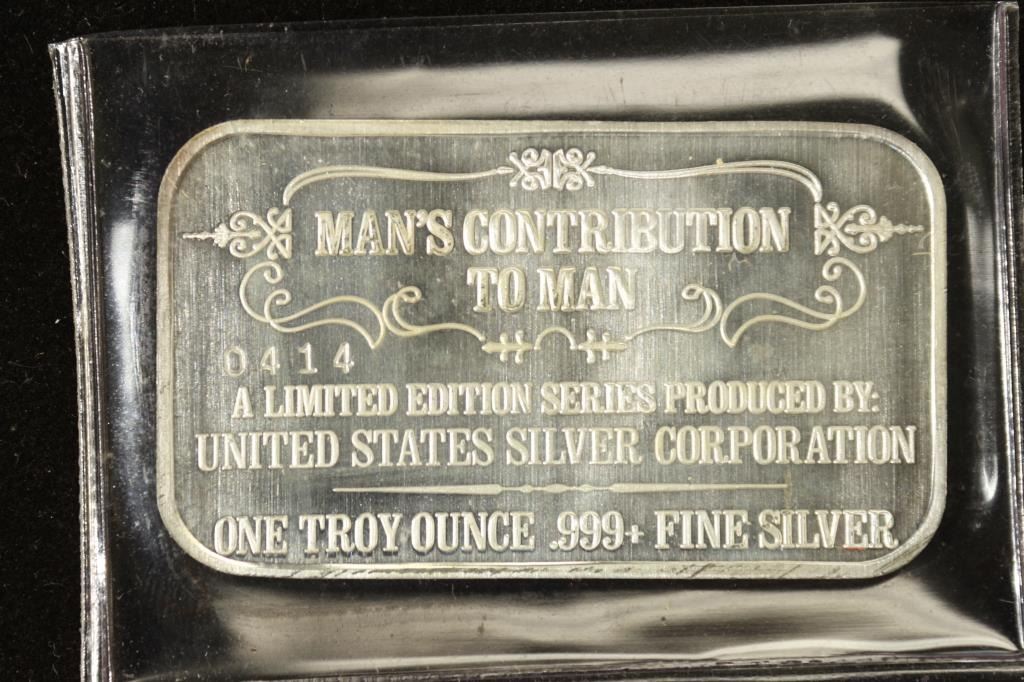 MAN'S CONTRIBUTION
TO MAN
0414
A LIMITED EDITION SERIES PRODUCED BY:
UNITED STATES SILVER CORPORATION
ONE TROY OUNCE .999+ FINE SILVER